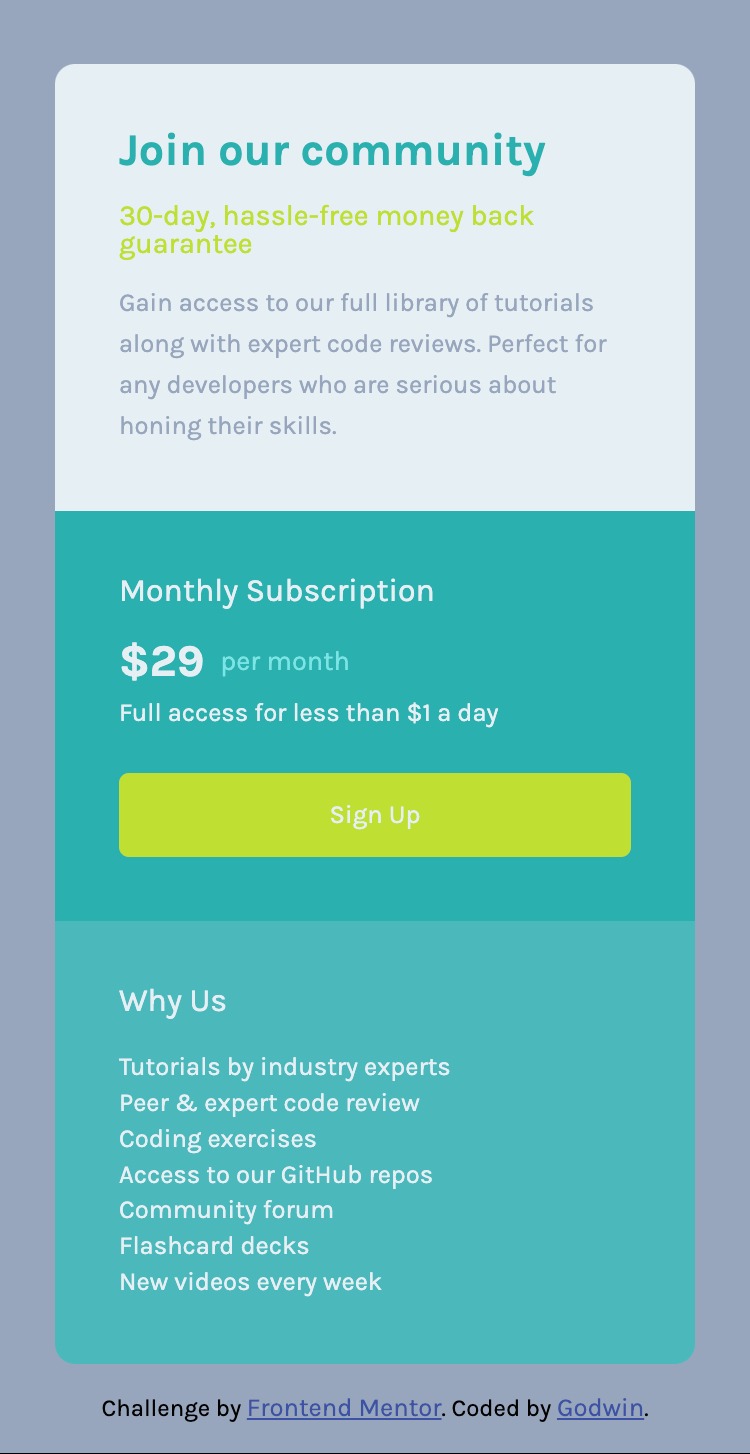 Join our community
30-day, hassle-free money back
guarantee
Gain access to our full library of tutorials
along with expert code reviews. Perfect for
any developers who are serious about
honing their skills.
Monthly Subscription
$29 per month
Full access for less than $1 a day
Sign Up
Why Us
Tutorials by industry experts
Peer & expert code review
Coding exercises
Access to our GitHub repos
Community forum
Flashcard decks
New videos every week
Challenge by Frontend Mentor. Coded by Godwin.